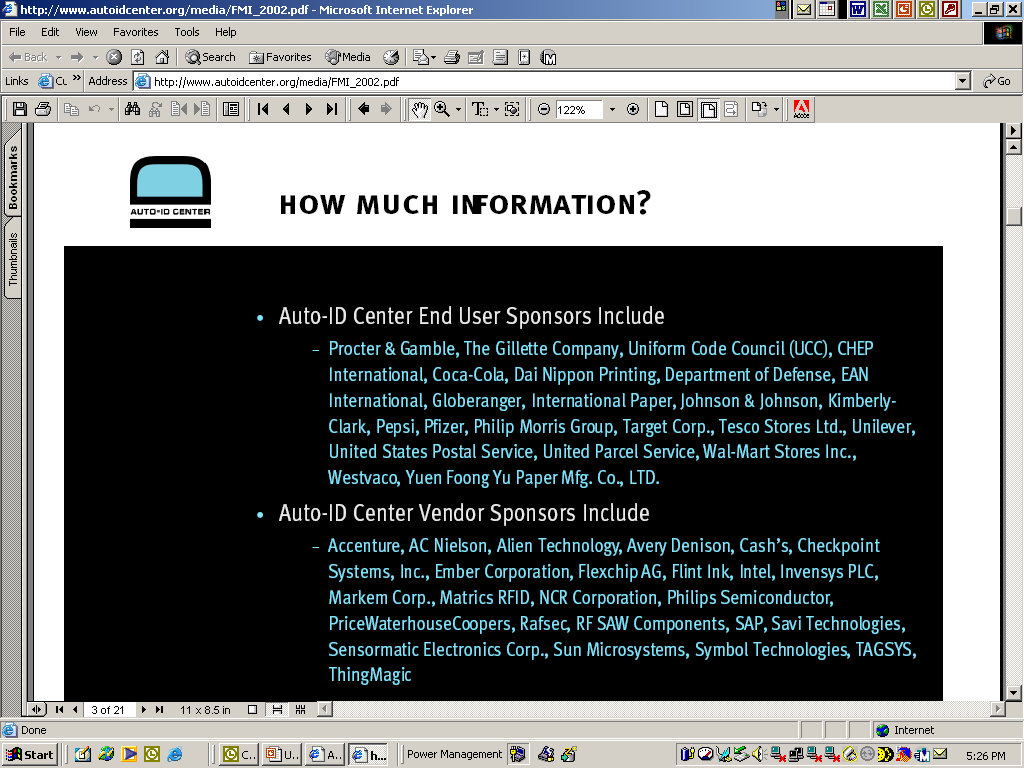 http://www.autoidcenter.org/media/FMI_2002.pdf - Microsoft Internet Explorer
File Edit View Favorites Tools Help
Back Search Favorites Media
Links Address http://www.autoidcenter.org/media/FMI_2002.pdf Go
122% Adobe
Bookmarks
Thumbnails
AUTO-ID CENTER
HOW MUCH INFORMATION?
• Auto-ID Center End User Sponsors Include
– Procter & Gamble, The Gillette Company, Uniform Code Council (UCC), CHEP
International, Coca-Cola, Dai Nippon Printing, Department of Defense, EAN
International, Globeranger, International Paper, Johnson & Johnson, Kimberly-
Clark, Pepsi, Pfizer, Philip Morris Group, Target Corp., Tesco Stores Ltd., Unilever,
United States Postal Service, United Parcel Service, Wal-Mart Stores Inc.,
Westvaco, Yuen Foong Yu Paper Mfg. Co., LTD.
• Auto-ID Center Vendor Sponsors Include
– Accenture, AC Nielson, Alien Technology, Avery Denison, Cash's, Checkpoint
Systems, Inc., Ember Corporation, Flexchip AG, Flint Ink, Intel, Invensys PLC,
Markem Corp., Matrics RFID, NCR Corporation, Philips Semiconductor,
PriceWaterhouseCoopers, Rafsec, RF SAW Components, SAP, Savi Technologies,
Sensormatic Electronics Corp., Sun Microsystems, Symbol Technologies, TAGSYS,
ThingMagic
3 of 21 11 x 8.5 in
Done Internet
Start C.. U.. A.. h... Power Management 5:26 PM